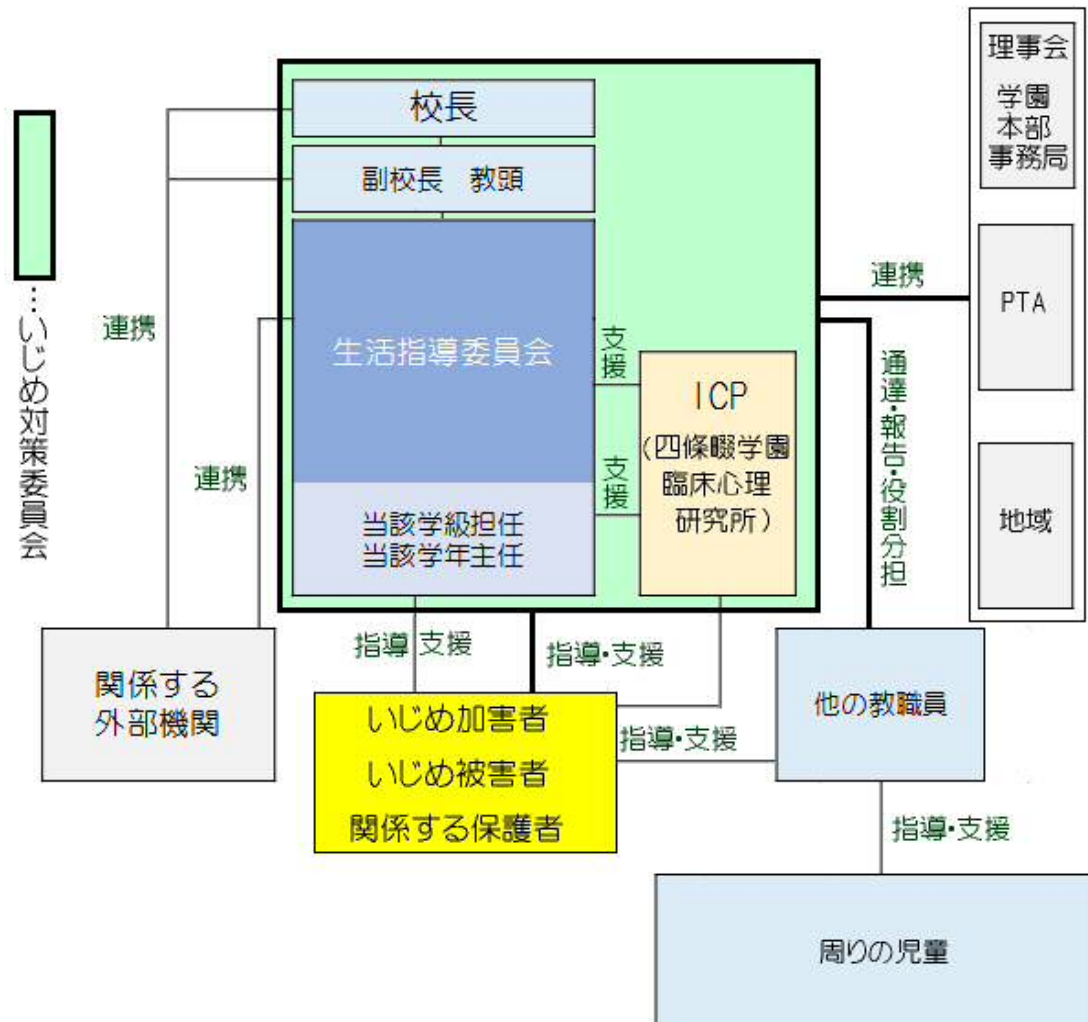 …いじめ対策委員会
校長
副校長　教頭
生活指導委員会
当該学級担任
当該学年主任
支援
支援
ICP
(四條畷学園
臨床心理
研究所)
連携
連携
連携
通達・報告・役割分担
理事会
学園
本部
事務局
PTA
地域
関係する
外部機関
指導 支援
指導・支援
いじめ加害者
いじめ被害者
関係する保護者
指導・支援
他の教職員
指導・支援
周りの児童